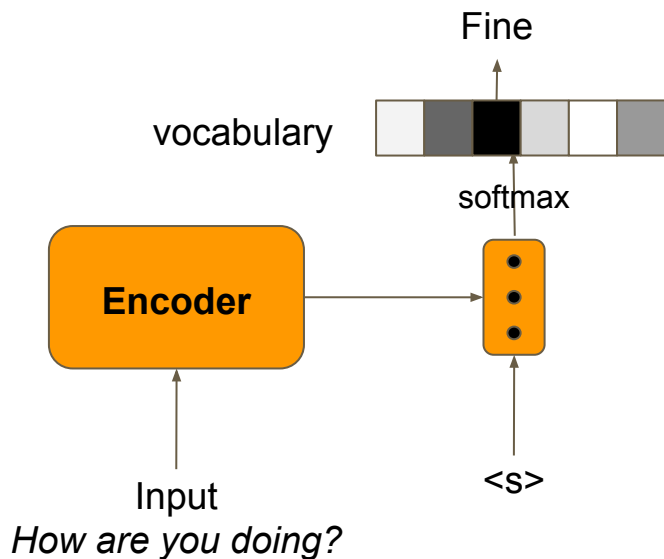 Fine
vocabulary
softmax
Encoder
<s>
Input
How are you doing?